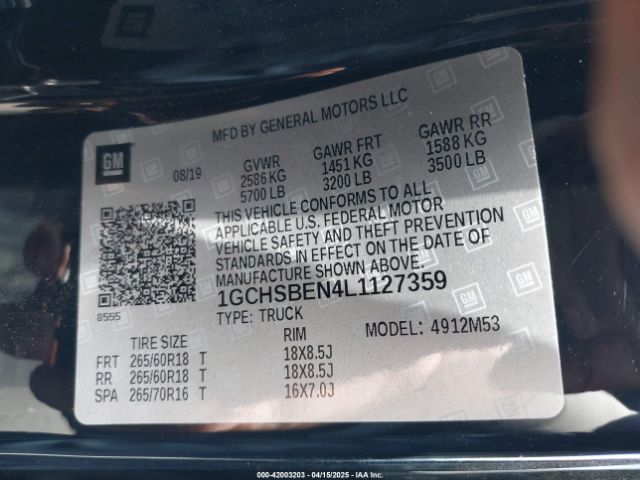 MFD BY GENERAL MOTORS LLC
GM
08/19
GVWR
2586 KG
5700 LB
GAWR FRT
1451 KG
3200 LB
GAWR RR
1588 KG
3500 LB
THIS VEHICLE CONFORMS TO ALL
APPLICABLE U.S. FEDERAL MOTOR
VEHICLE SAFETY AND THEFT PREVENTION
STANDARDS IN EFFECT ON THE DATE OF
MANUFACTURE SHOWN ABOVE.
8555
1GCHSBEN4L1127359
TYPE: TRUCK
MODEL: 4912M53
TIRE SIZE RIM
FRT 265/60R18 T 18X8.5J
RR 265/60R18 T 18X8.5J
SPA 265/70R16 T 16X7.0J
000-42003203 - 04/15/2025 - IAA Inc.